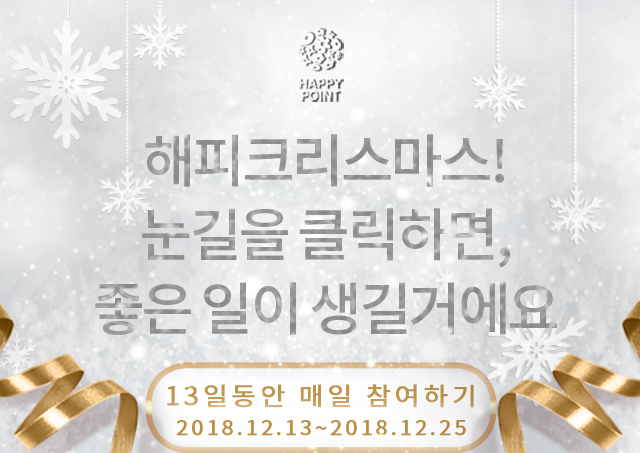 HAPPY
POINT
해피크리스마스!
눈길을 클릭하면,
좋은 일이 생길거에요
13일동안 매일 참여하기
2018.12.13~2018.12.25